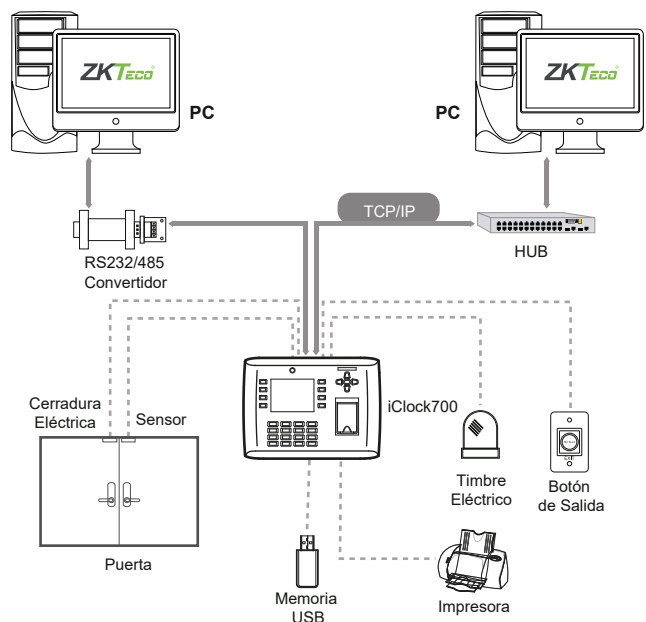 ZKTeco
ZKTeco
PC
PC
TCP/IP
HUB
RS232/485
Convertidor
Cerradura
Eléctrica
Sensor
iClock700
Timbre
Eléctrico
EXIT
Botón
de Salida
Puerta
Memoria
USB
Impresora